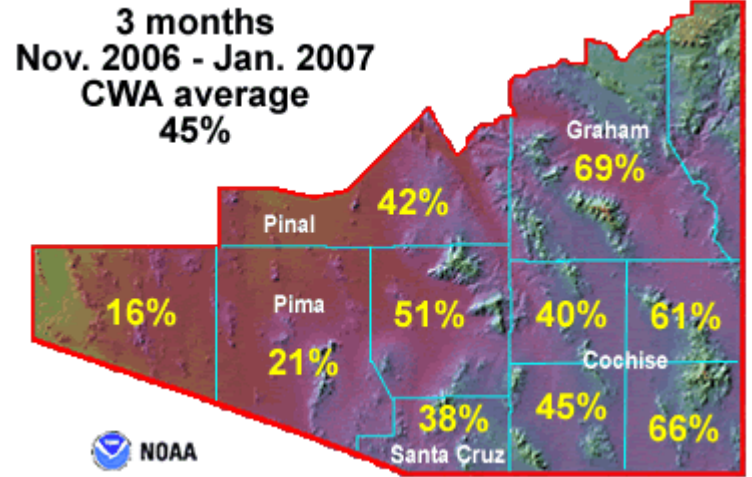 3 months
Nov. 2006 - Jan. 2007
CWA average
45%
Graham
69%
42%
Pinal
16%
Pima
21%
51%
40%
61%
Cochise
38%
45%
66%
Santa Cruz
NOAA